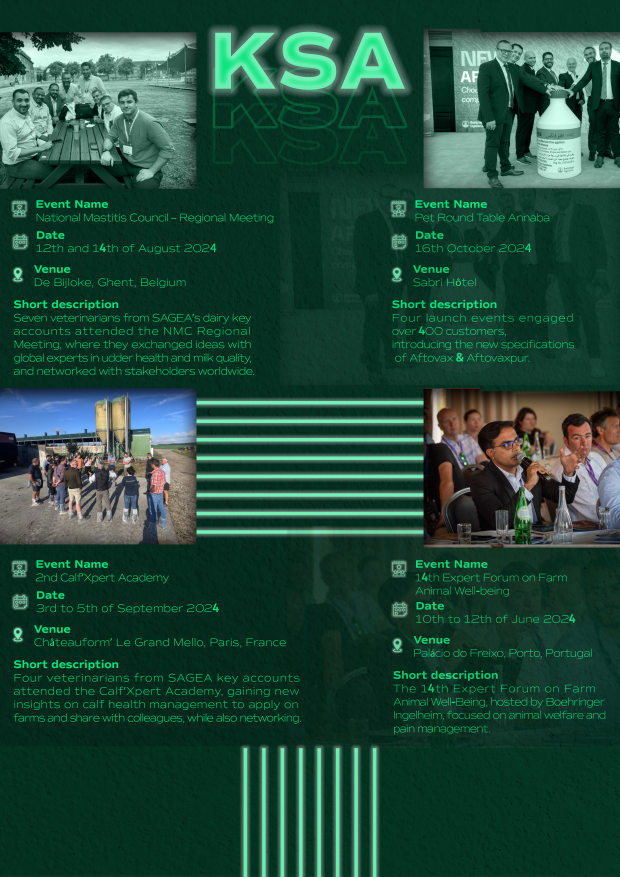 KSA
KSA
KSA
Event Name
National Mastitis Council - Regional Meeting
Date
12th and 14th of August 2024
Venue
De Bijloke, Ghent, Belgium
Short description
Seven veterinarians from SAGEA's dairy key
accounts attended the NMC Regional
Meeting, where they exchanged ideas with
global experts in udder health and milk quality,
and networked with stakeholders worldwide.
Event Name
Pet Round Table Annaba
Date
16th October 2024
Venue
Sabri Hôtel
Short description
Four launch events engaged
over 400 customers,
introducing the new specifications
of Aftovax & Aftovaxpur.
Event Name
2nd Calf'Xpert Academy
Date
3rd to 5th of September 2024
Venue
Châteauform' Le Grand Mello, Paris, France
Short description
Four veterinarians from SAGEA key accounts
attended the Calf'Xpert Academy, gaining new
insights on calf health management to apply on
farms and share with colleagues, while also networking.
Event Name
14th Expert Forum on Farm
Animal Well-being
Date
10th to 12th of June 2024
Venue
Palácio do Freixo, Porto, Portugal
Short description
The 14th Expert Forum on Farm
Animal Well-Being, hosted by Boehringer
Ingelheim, focused on animal welfare and
pain management.